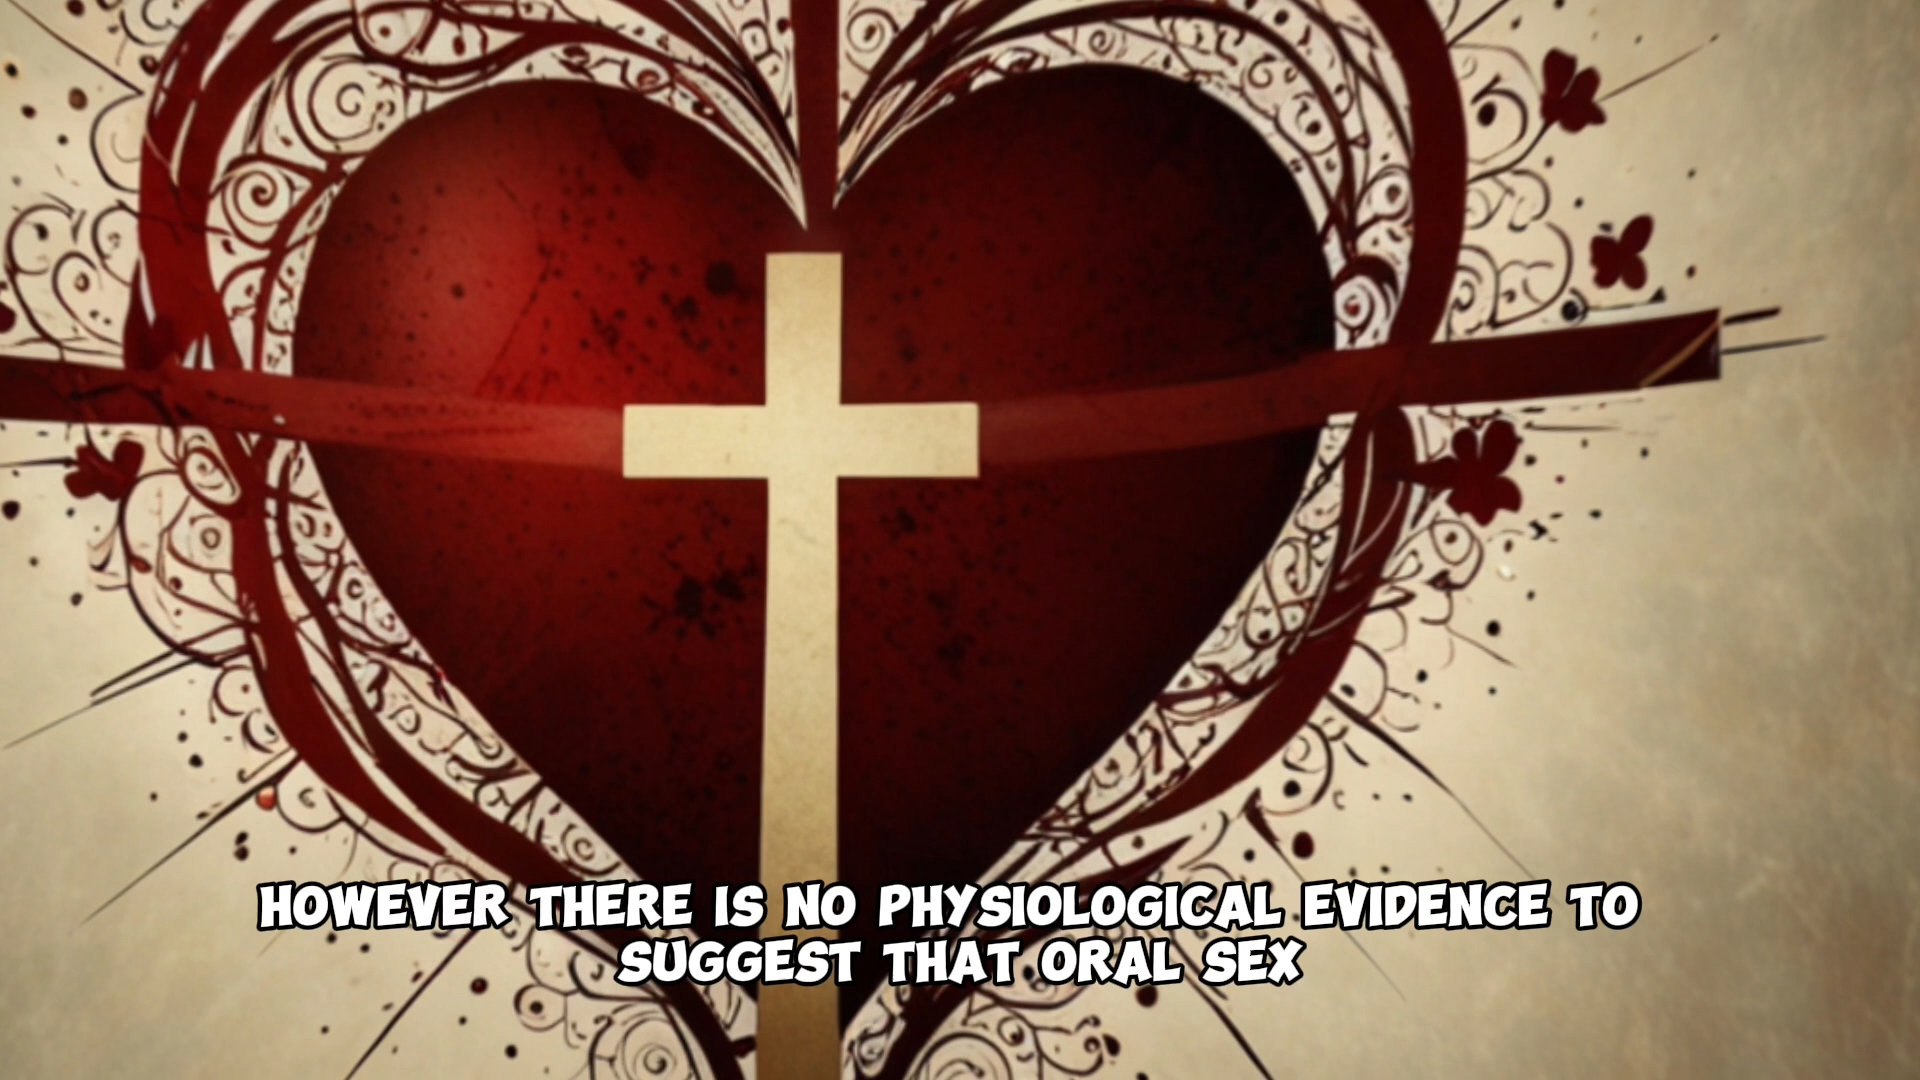 HOWEVER THERE IS NO PHYSIOLOGICAL EVIDENCE TO
SUGGEST THAT ORAL SEX